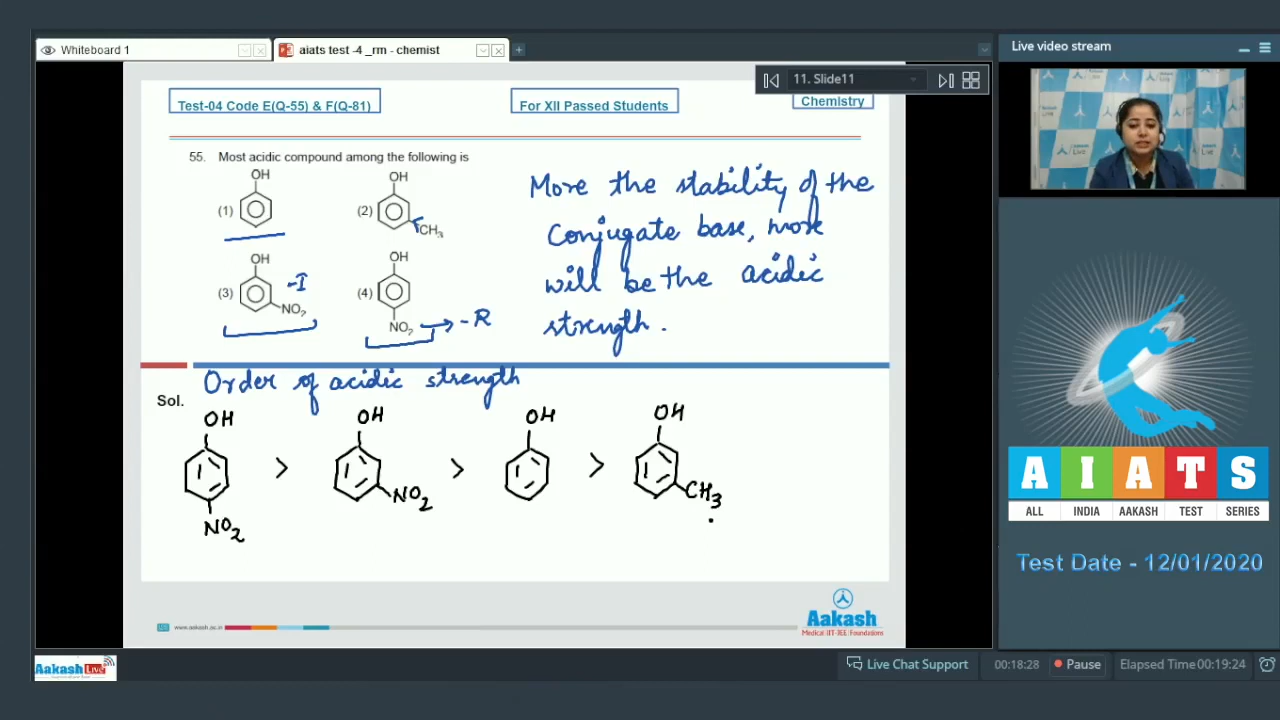 Whiteboard 1
aiats test -4 _rm - chemist
Live video stream
11. Slide11
Test-04 Code E(Q-55) & F(Q-81)
For XII Passed Students
Chemistry
55. Most acidic compound among the following is
OH
OH
(1)
(2)
CH3
OH
OH
(3)
-I
NO2
(4)
NO2
-R
More the stability of the
Conjugate base, more
will be the acidic
strength.
Order of acidic strength
Sol.
OH
OH
OH
OH
>
>
>
NO2
NO2
CH3
A I A T S
ALL INDIA AAKASH TEST SERIES
Test Date - 12/01/2020
www.aakash.ac.in
Aakash
Medical|IIT-JEE|Foundations
Aakash Live
Live Chat Support
00:18:28
Pause
Elapsed Time 00:19:24